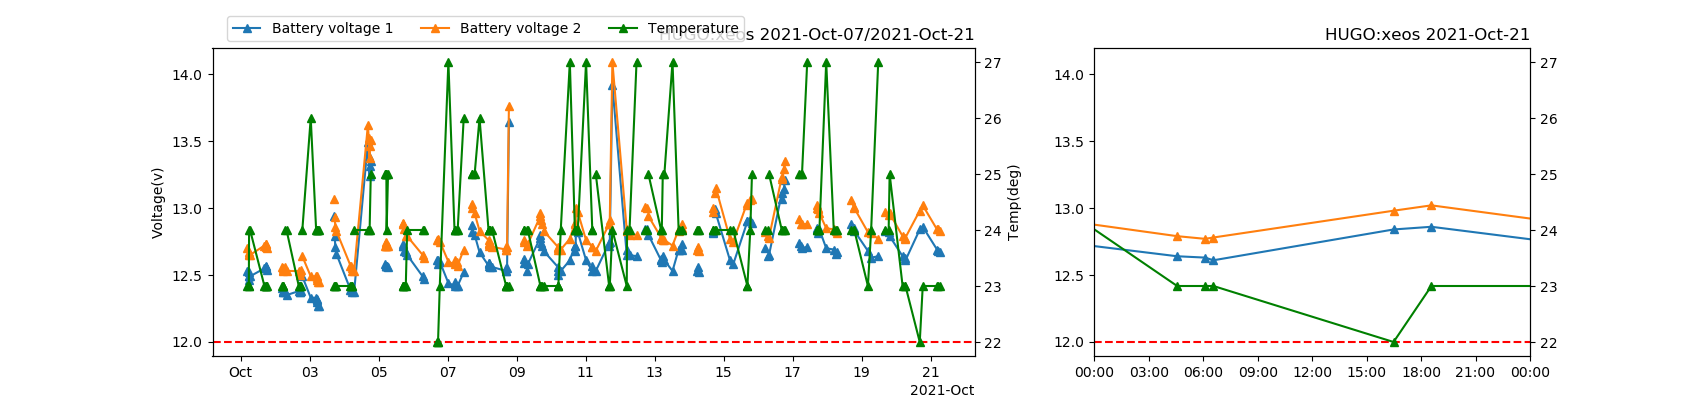 Battery voltage 1 Battery voltage 2 Temperature
HUGO:xeos 2021-Oct-07/2021-Oct-21
14.0
13.5
13.0
12.5
12.0
Voltage(v)
27
26
25
24
23
22
Temp(deg)
Oct 03 05 07 09 11 13 15 17 19 21
2021-Oct
HUGO:xeos 2021-Oct-21
14.0
13.5
13.0
12.5
12.0
27
26
25
24
23
22
00:00 03:00 06:00 09:00 12:00 15:00 18:00 21:00 00:00